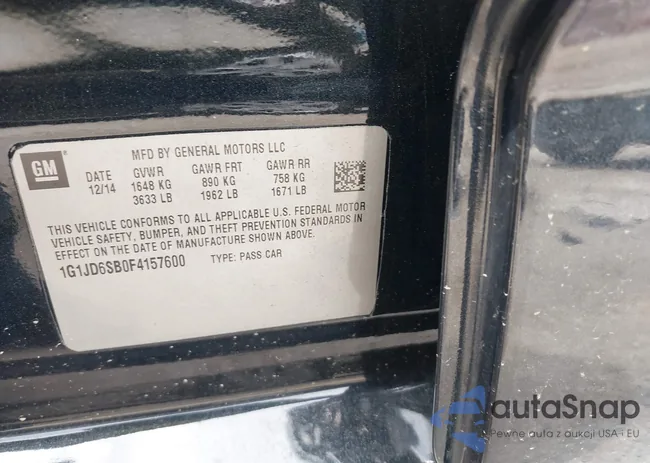 GM
MFD BY GENERAL MOTORS LLC
DATE GVWR GAWR FRT GAWR RR
12/14 1648 KG 890 KG 758 KG
3633 LB 1962 LB 1671 LB
THIS VEHICLE CONFORMS TO ALL APPLICABLE U.S. FEDERAL MOTOR
VEHICLE SAFETY, BUMPER, AND THEFT PREVENTION STANDARDS IN
EFFECT ON THE DATE OF MANUFACTURE SHOWN ABOVE.
1G1JD6SB0F4157600 TYPE: PASS CAR
autaSnap
Pewne auta z aukcji USA i EU